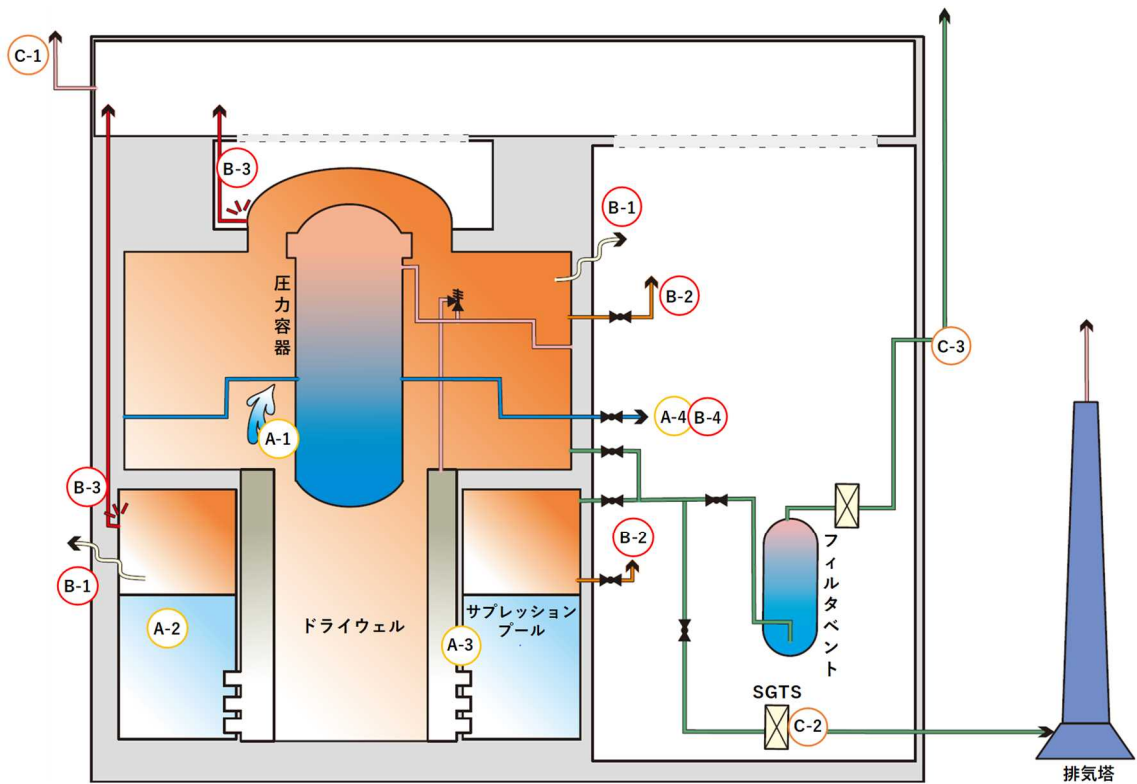 C-1
B-3
B-1
B-2
圧力容器
C-3
A-1
A-4
B-4
B-3
B-2
B-1
A-2
ドライウェル
A-3
サプレッション
プール
フィルタベント
SGTS
C-2
排気塔